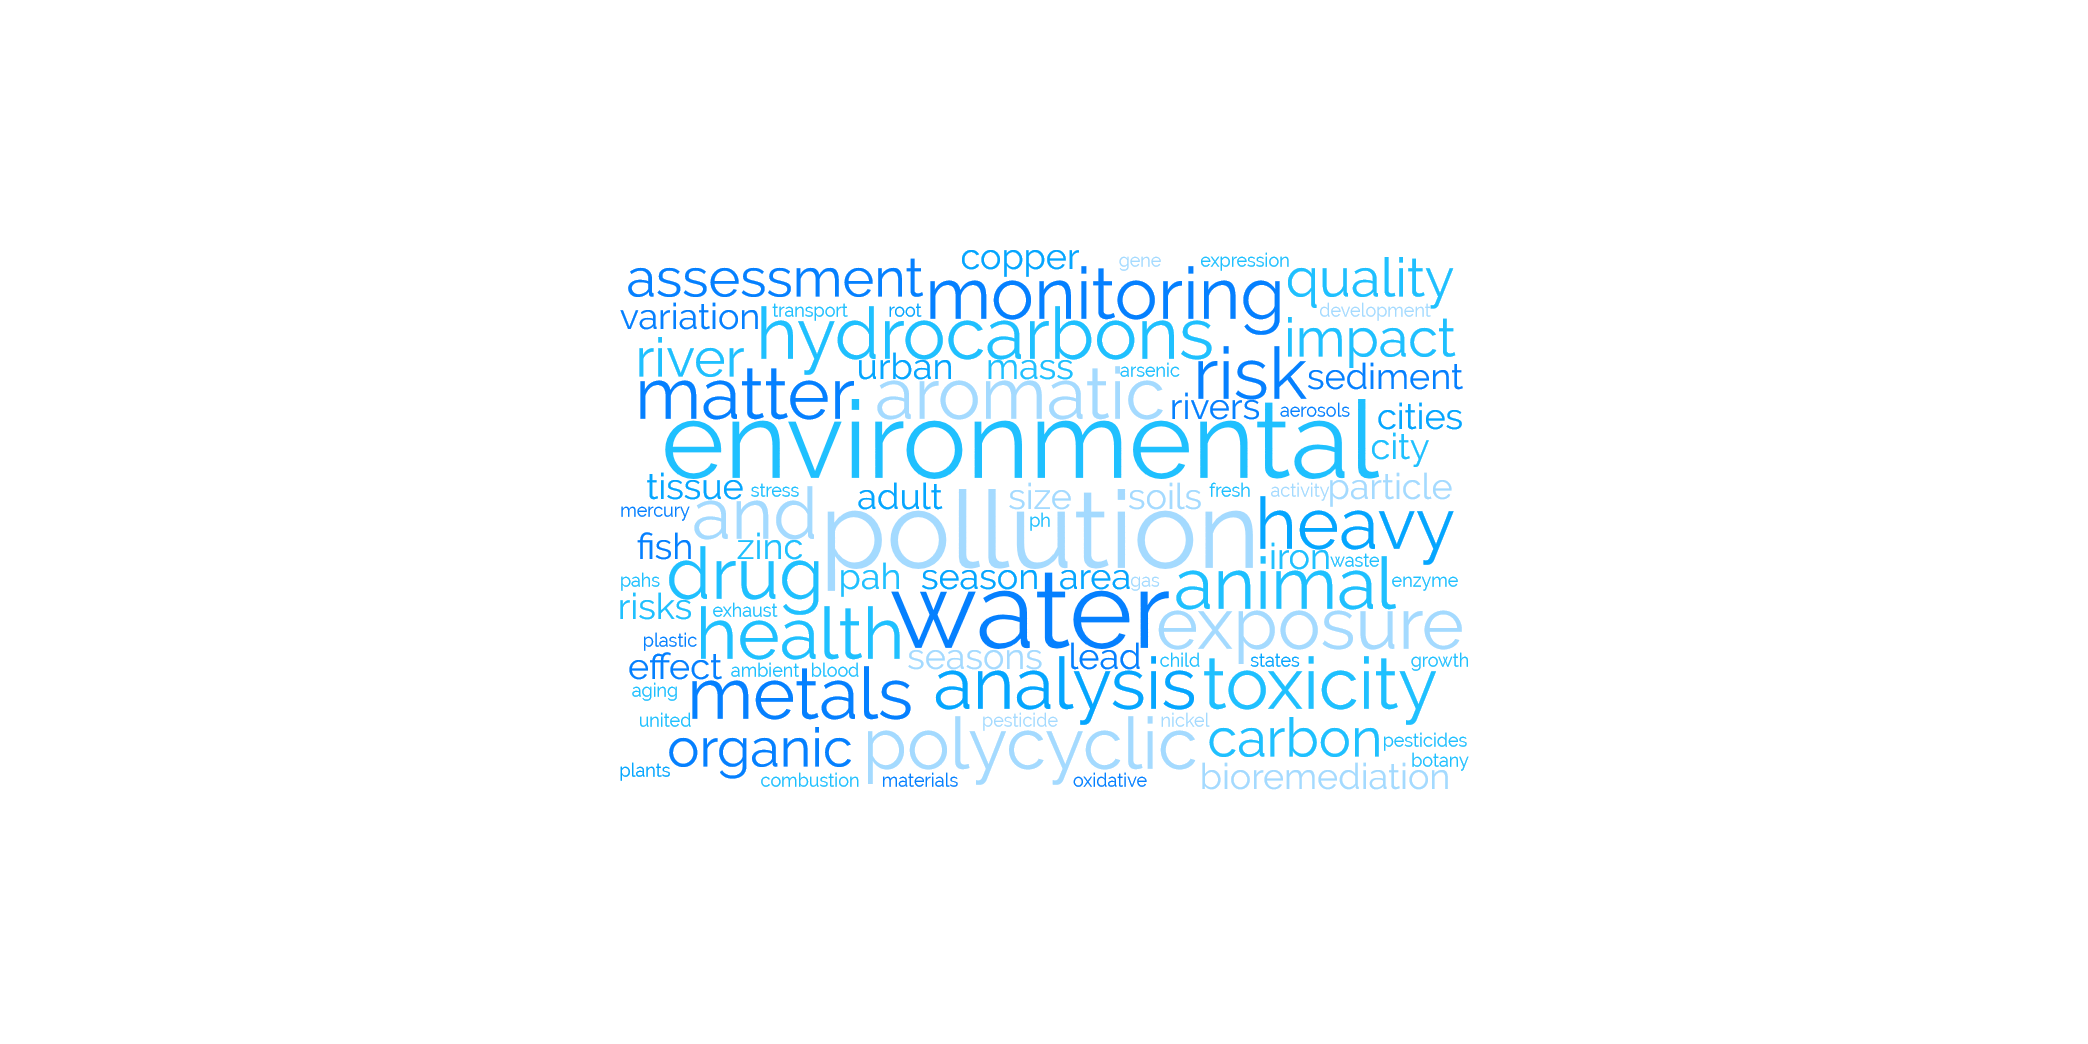 copper gene expression
assessment monitoring quality
variation transport root development
hydrocarbons impact
river urban mass arsenic risk sediment
matter aromatic rivers aerosols cities
environmental city
tissue stress adult size soils fresh activity particle
mercury and pollution ph heavy
fish zinc iron waste
pahs drug pah season area gas animal enzyme
risks exhaust water exposure
plastic health seasons lead child states growth
effect ambient blood
aging metals analysis toxicity
united pesticide nickel
organic polycyclic carbon pesticides
plants botany
combustion materials oxidative bioremediation